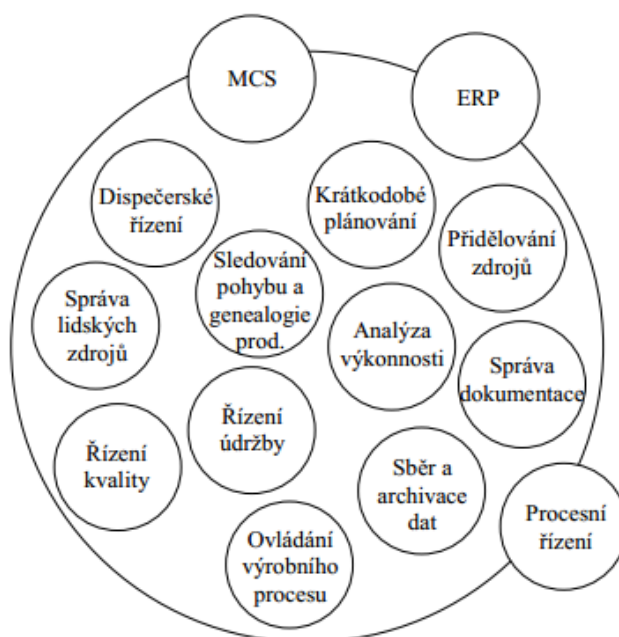 MCS
ERP
Dispečerské
řízení
Krátkodobé
plánování
Přidělování
zdrojů
Sledování
pohybu a
genealogie
prod.
Správa
lidských
zdrojů
Analýza
výkonnosti
Správa
dokumentace
Řízení
údržby
Řízení
kvality
Sběr a
archivace
dat
Procesní
řízení
Ovládání
výrobního
procesu